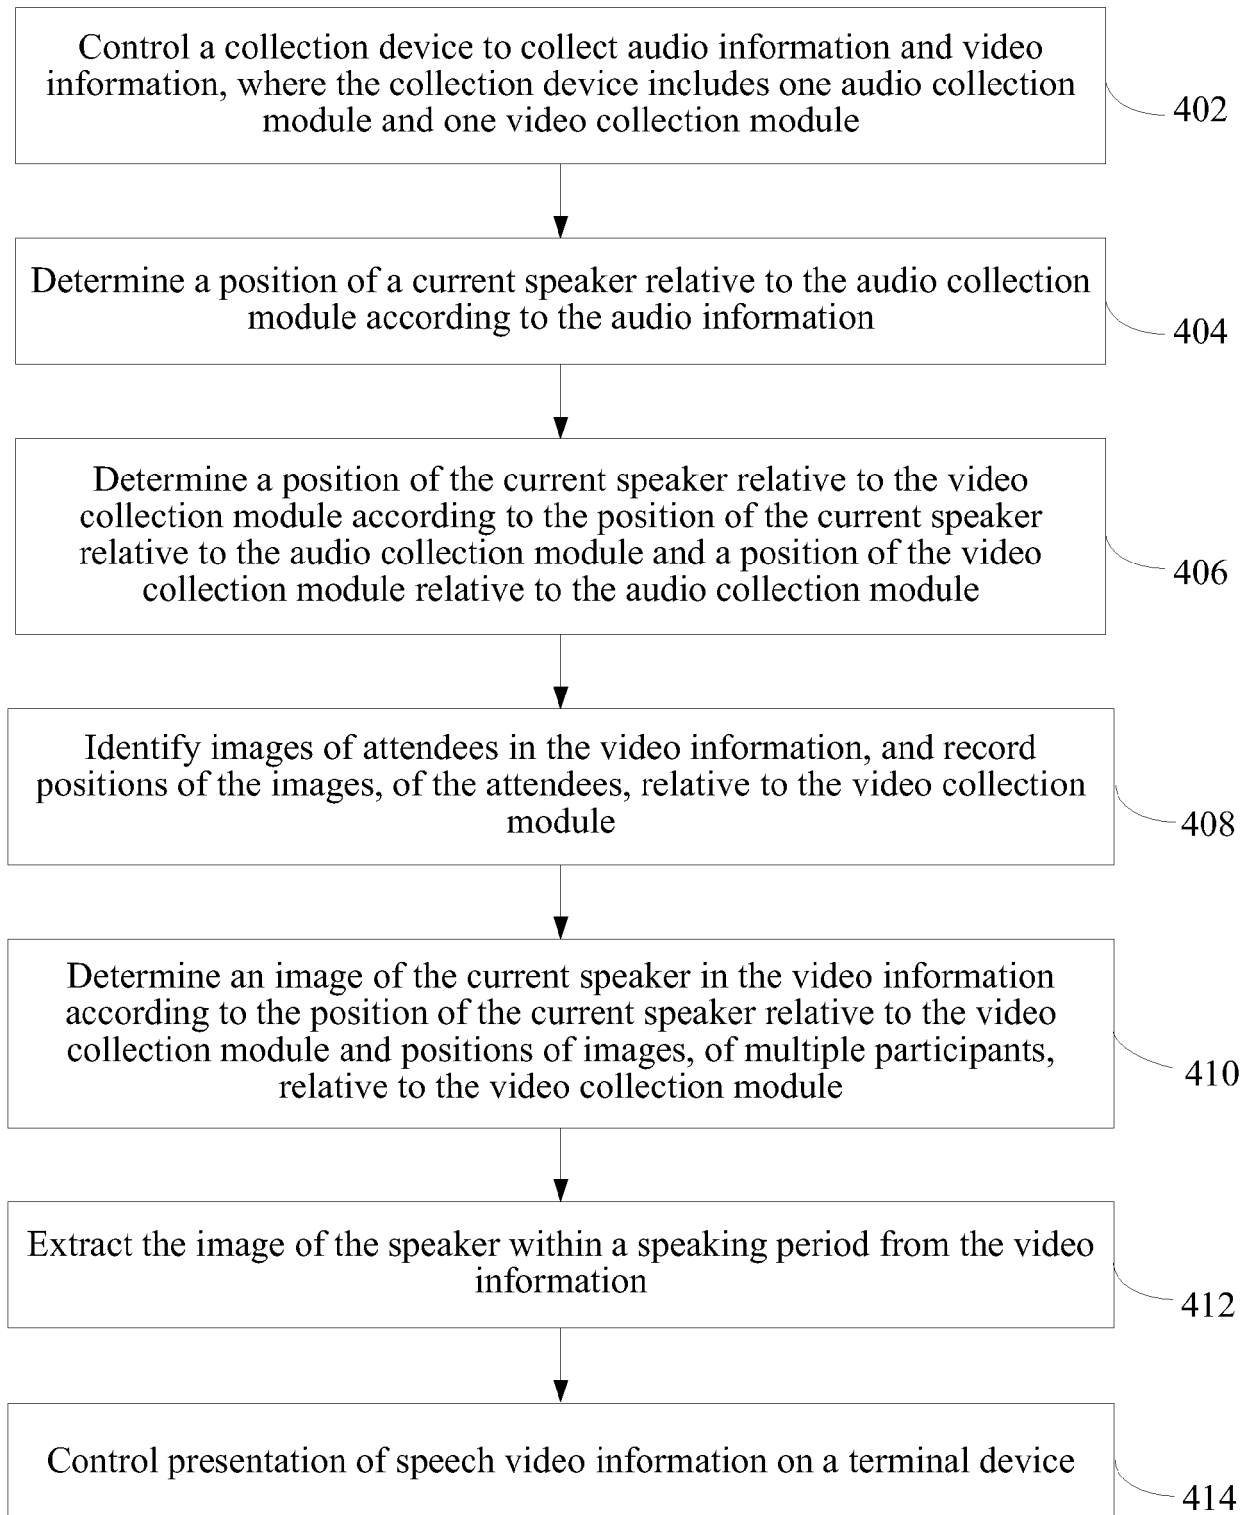 Control a collection device to collect audio information and video
information, where the collection device includes one audio collection
module and one video collection module
402
Determine a position of a current speaker relative to the audio collection
module according to the audio information
404
Determine a position of the current speaker relative to the video
collection module according to the position of the current speaker
relative to the audio collection module and a position of the video
collection module relative to the audio collection module
406
Identify images of attendees in the video information, and record
positions of the images, of the attendees, relative to the video collection
module
408
Determine an image of the current speaker in the video information
according to the position of the current speaker relative to the video
collection module and positions of images, of multiple participants,
relative to the video collection module
410
Extract the image of the speaker within a speaking period from the video
information
412
Control presentation of speech video information on a terminal device
414